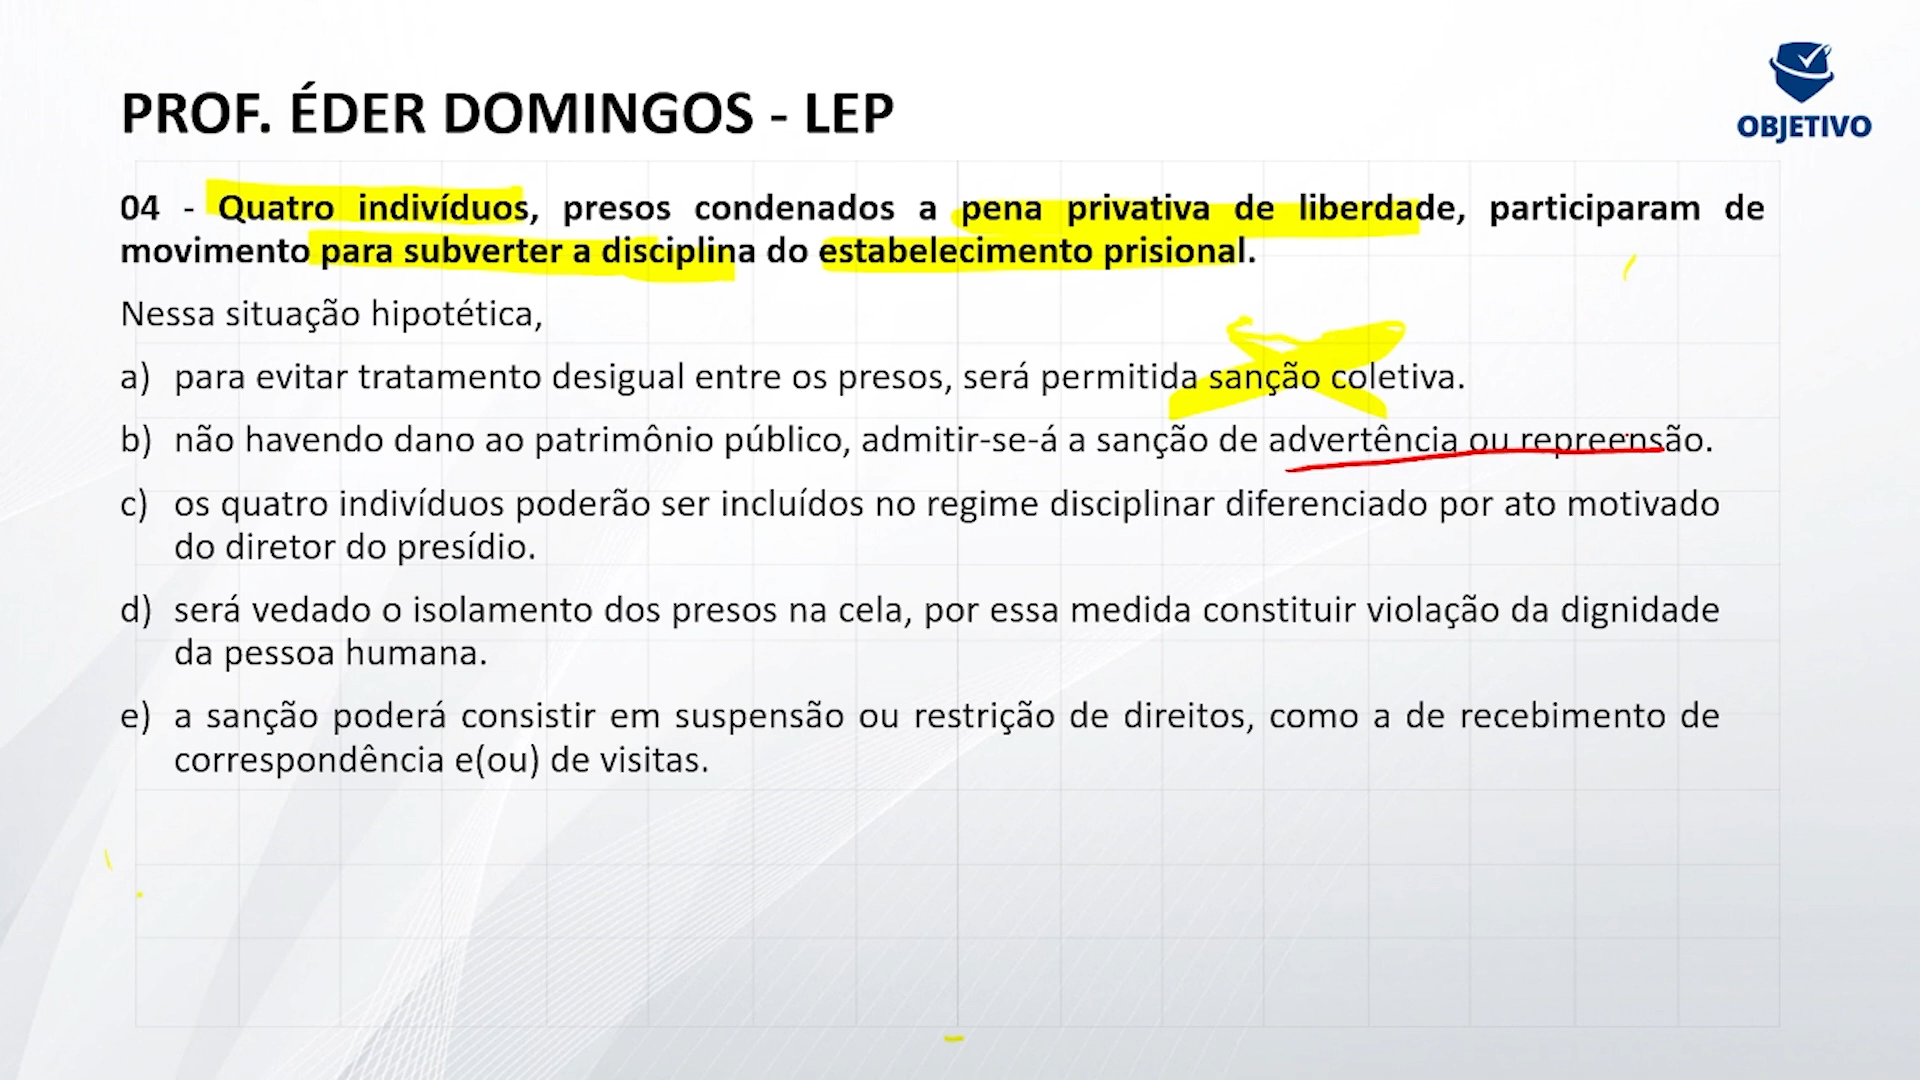 OBJETIVO
PROF. ÉDER DOMINGOS - LEP
04 - Quatro indivíduos, presos condenados a pena privativa de liberdade, participaram de
movimento para subverter a disciplina do estabelecimento prisional.
Nessa situação hipotética,
a) para evitar tratamento desigual entre os presos, será permitida sanção coletiva.
b) não havendo dano ao patrimônio público, admitir-se-á a sanção de advertência ou repreensão.
c) os quatro indivíduos poderão ser incluídos no regime disciplinar diferenciado por ato motivado
do diretor do presídio.
d) será vedado o isolamento dos presos na cela, por essa medida constituir violação da dignidade
da pessoa humana.
e) a sanção poderá consistir em suspensão ou restrição de direitos, como a de recebimento de
correspondência e(ou) de visitas.